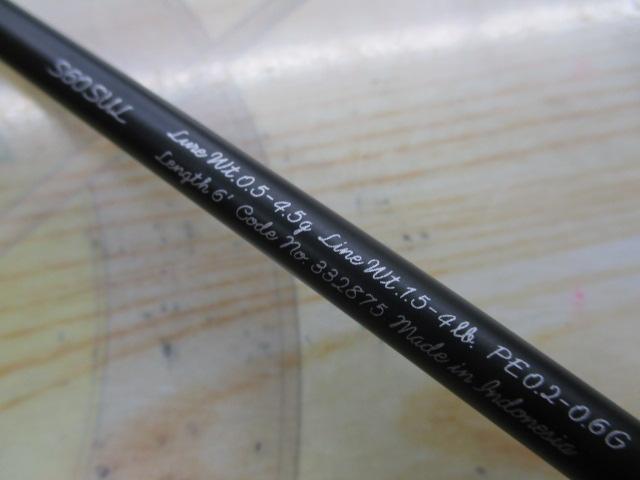 S60SUL
Lure Wt.0.5-4.5g Line Wt.1.5-4lb. PE0.2-0.6G
Length 6' Code No.332875 Made in Indonesia